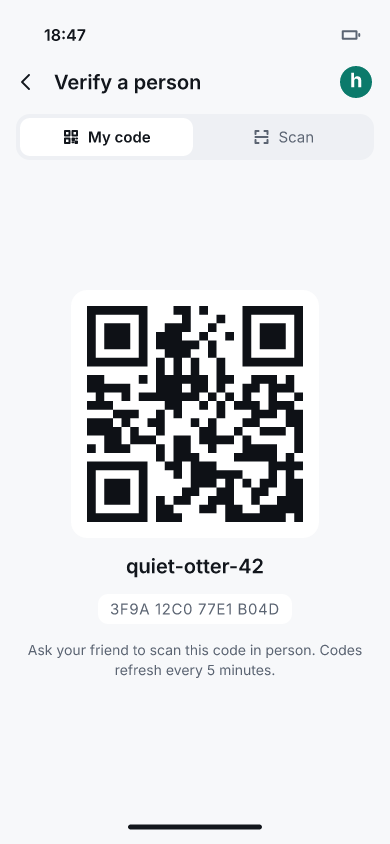 18:47
Verify a person
h
My code
Scan
quiet-otter-42
3F9A 12C0 77E1 B04D
Ask your friend to scan this code in person. Codes
refresh every 5 minutes.